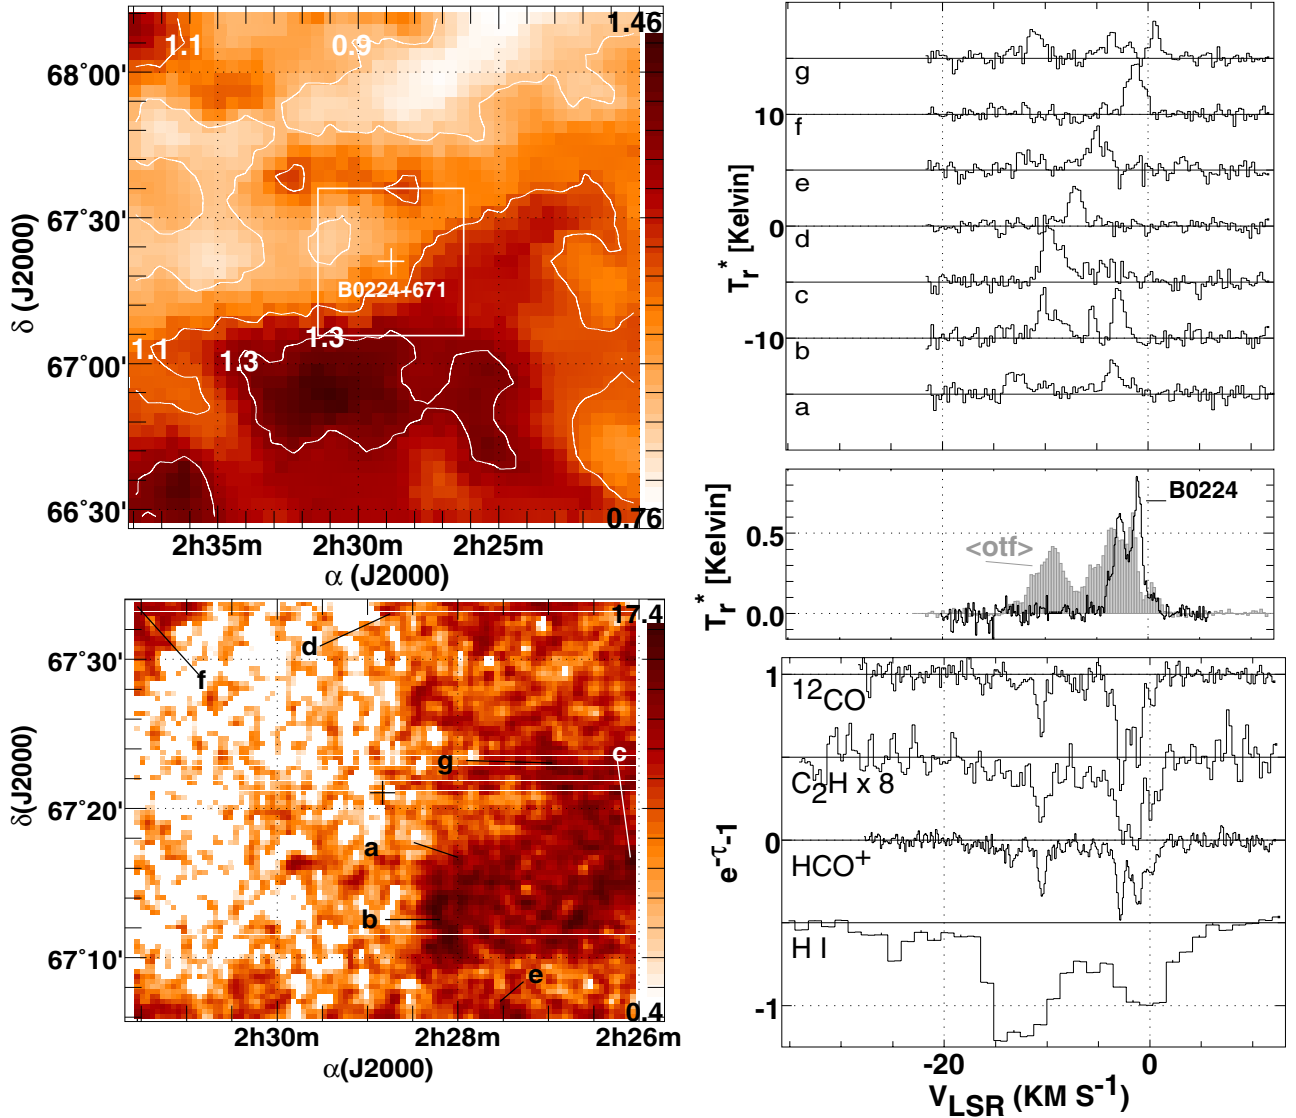 1.1
0.9
1.46
68°00'
67°30'
67°00'
66°30'
B0224+671
1.3
1.3
1.1
0.76
2h35m 2h30m 2h25m
α (J2000)
δ (J2000)
17.4
d
f
g
c
a
b
e
0.4
67°30'
67°20'
67°10'
2h30m 2h28m 2h26m
α(J2000)
δ(J2000)
g
f
e
d
c
b
a
10
0
-10
Tr* [Kelvin]
B0224
<otf>
0.5
0.0
Tr* [Kelvin]
1
0
-1
12CO
C2H x 8
HCO+
H I
e-τ-1
-20 0
VLSR (KM S-1)